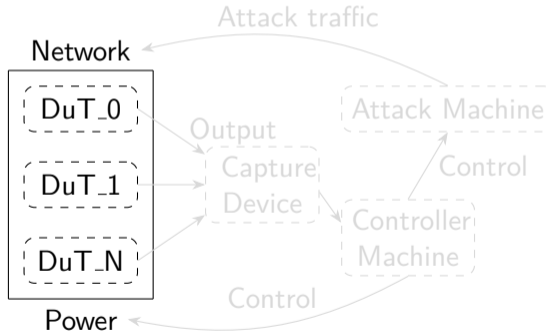 Attack traffic
Network
DuT_0
Attack Machine
Output
DuT_1
Capture
Device
Control
Controller
Machine
DuT_N
Control
Power